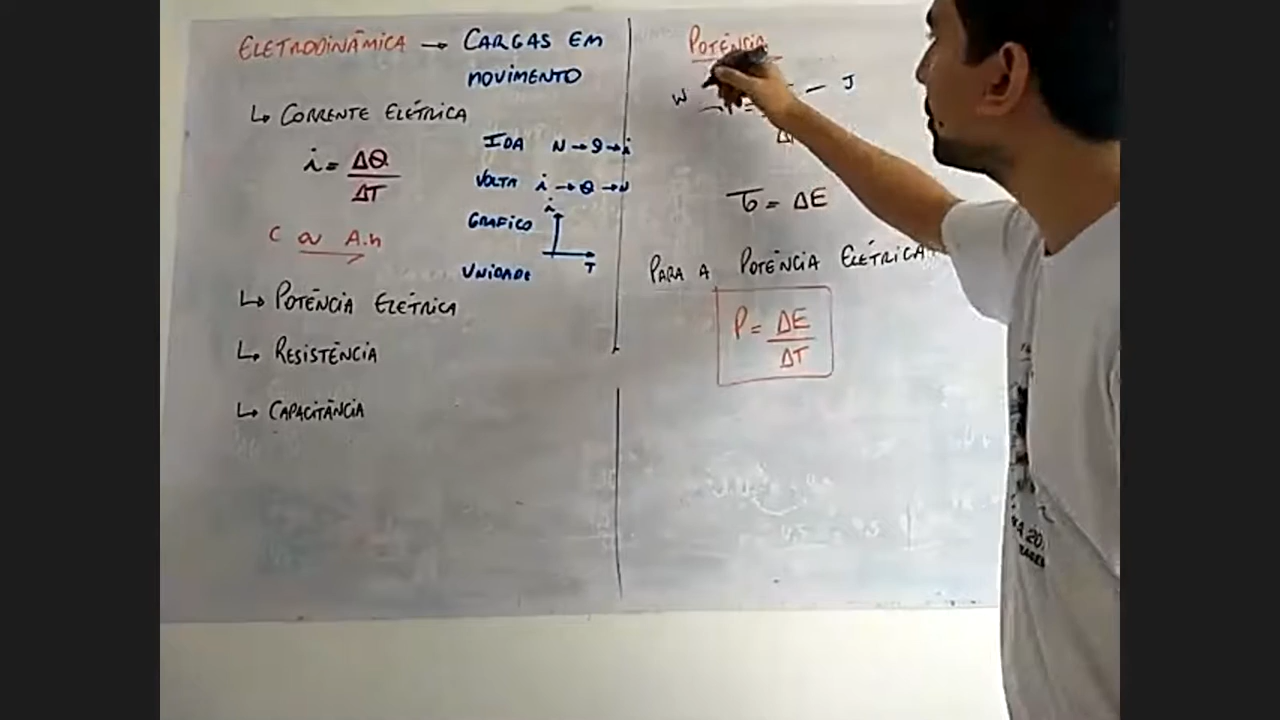 ELETRODINÂMICA → CARGAS EM
MOVIMENTO
↳ CORRENTE ELÉTRICA
i = ΔQ
ΔT
C ou A.h
IDA N → Q → i
VOLTA i → Q → N
GRÁFICO i
T
UNIDADE
↳ POTÊNCIA ELÉTRICA
↳ RESISTÊNCIA
↳ CAPACITÂNCIA
POTÊNCIA
W
— J
τ = ΔE
PARA A POTÊNCIA ELÉTRICA
P = ΔE
ΔT